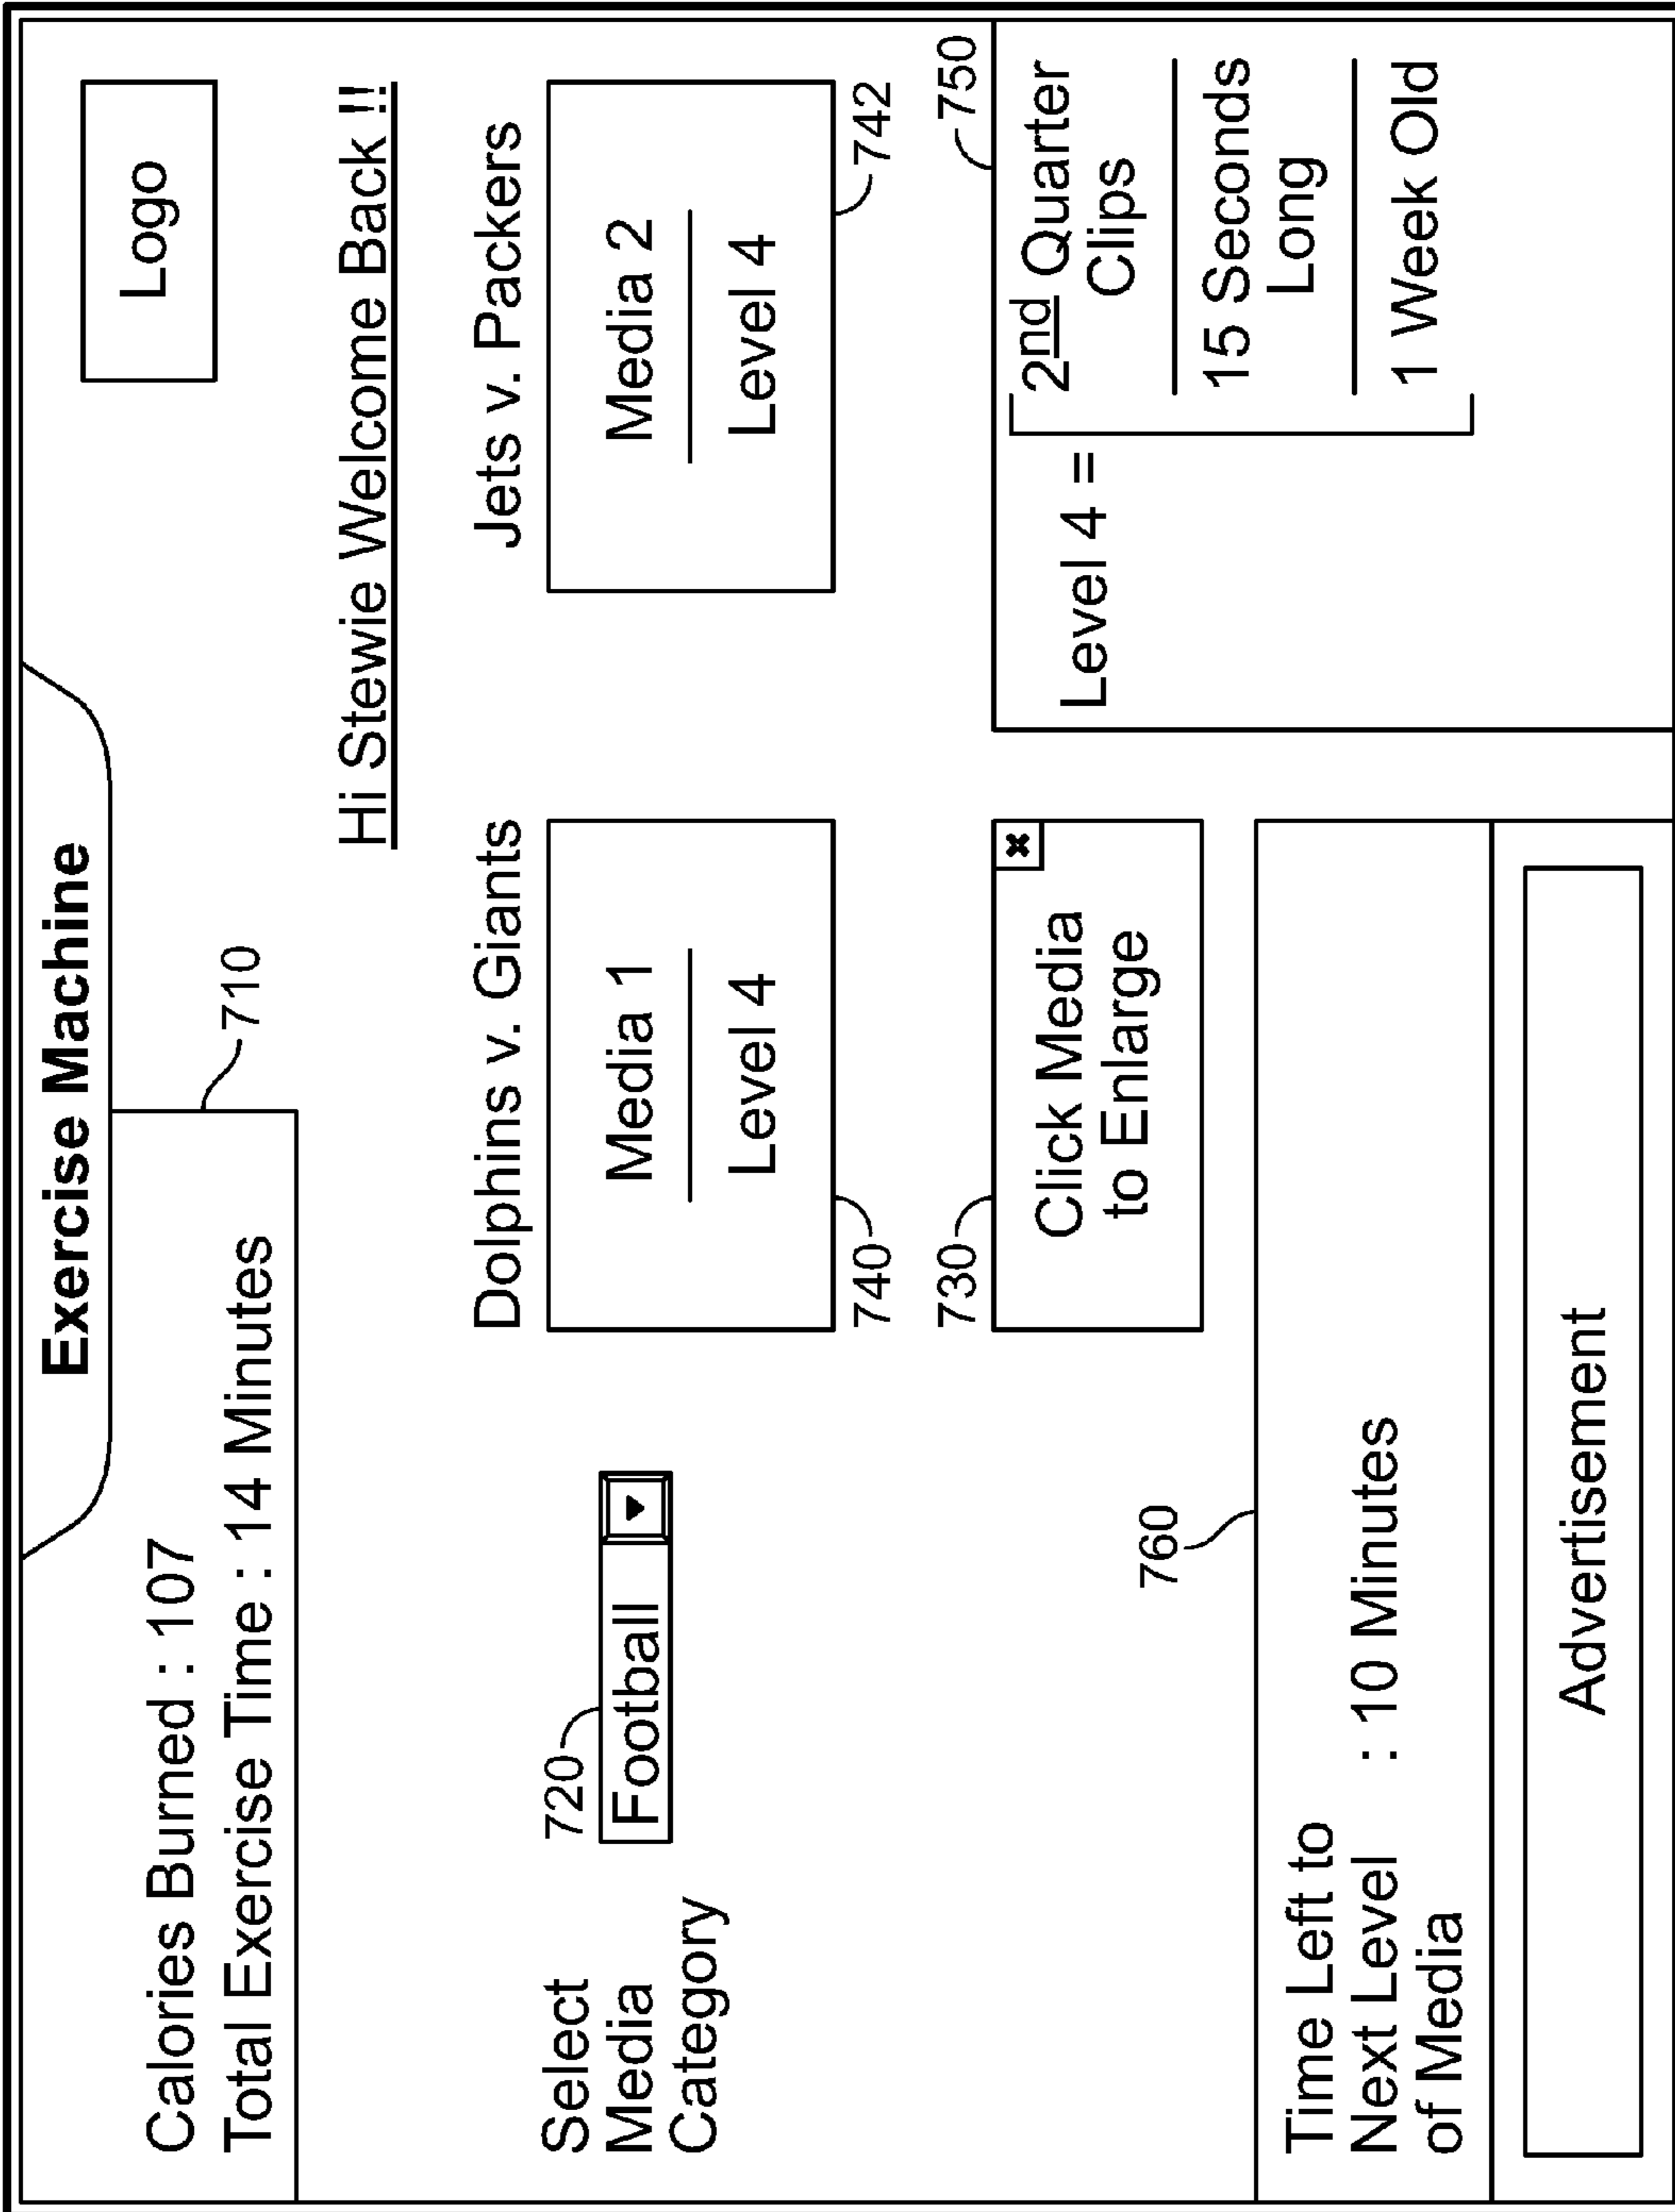 Exercise Machine
Logo
Calories Burned : 107
Total Exercise Time : 14 Minutes
710
Hi Stewie Welcome Back !!
Select
Media
Category
720
Football
Dolphins v. Giants
Media 1
Level 4
740
Jets v. Packers
Media 2
Level 4
742
730
Click Media
to Enlarge
750
Level 4 =
2nd Quarter
Clips
15 Seconds
Long
1 Week Old
760
Time Left to
Next Level : 10 Minutes
of Media
Advertisement